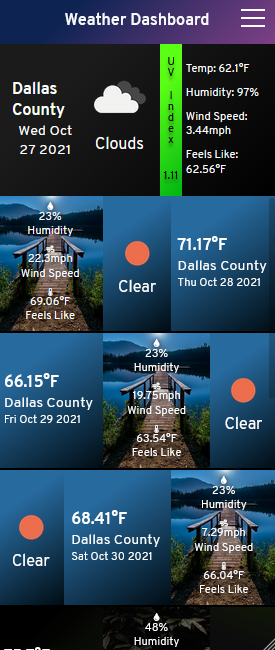 Weather Dashboard
Dallas
County
Wed Oct
27 2021
Clouds
UV Index
1.11
Temp: 62.1°F
Humidity: 97%
Wind Speed:
3.44mph
Feels Like:
62.56°F
23%
Humidity
22.3mph
Wind Speed
69.06°F
Feels Like
Clear
71.17°F
Dallas County
Thu Oct 28 2021
66.15°F
Dallas County
Fri Oct 29 2021
23%
Humidity
19.75mph
Wind Speed
63.54°F
Feels Like
Clear
Clear
68.41°F
Dallas County
Sat Oct 30 2021
23%
Humidity
7.29mph
Wind Speed
66.04°F
Feels Like
48%
Humidity